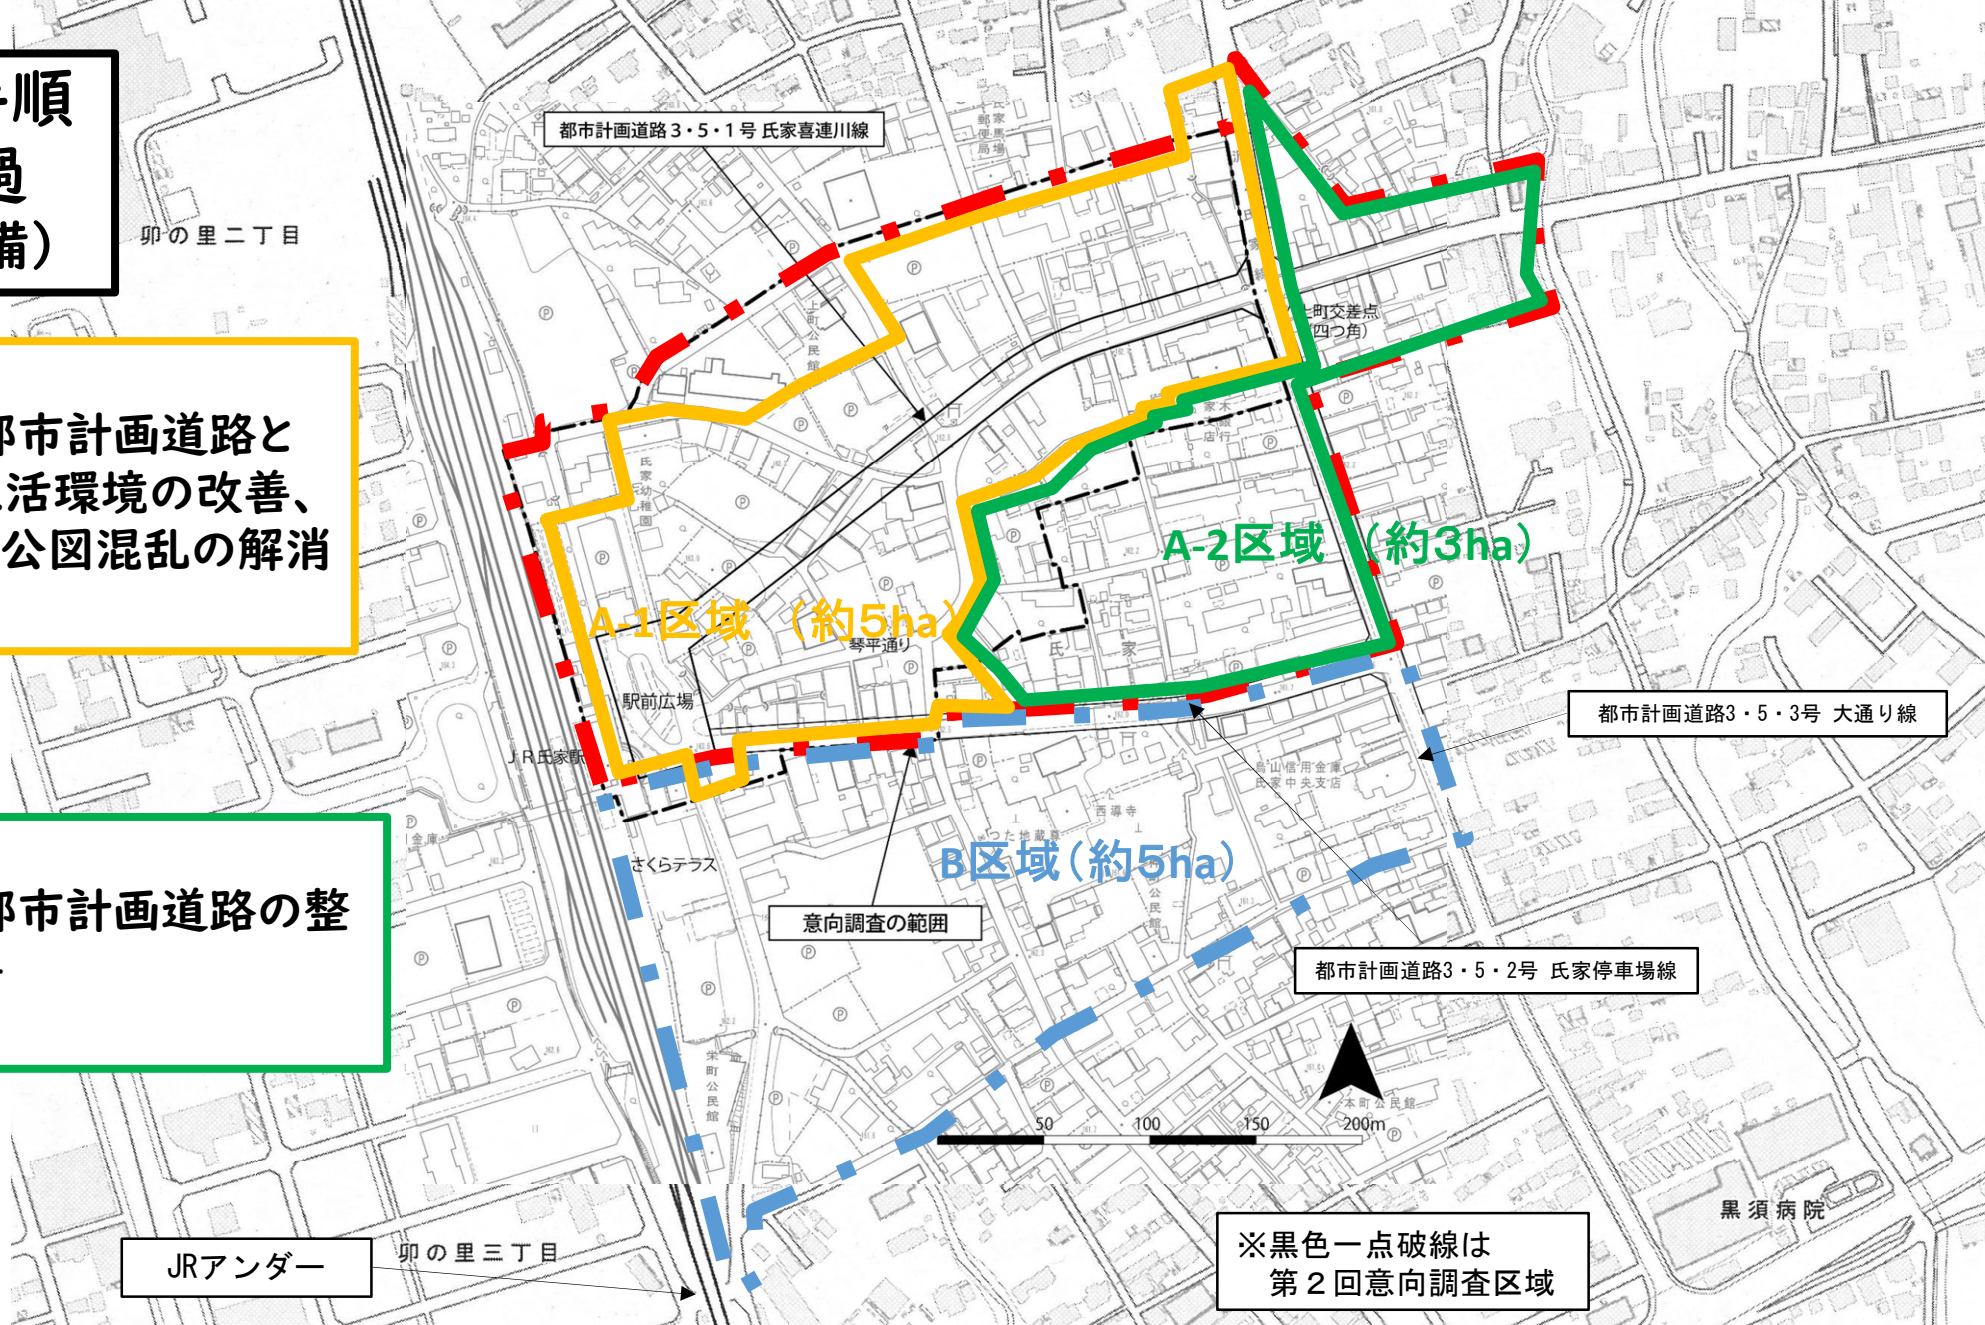 順
過
備）
都市計画道路と
活環境の改善、
公図混乱の解消
都市計画道路の整
都市計画道路３・５・１号 氏家喜連川線
卯の里二丁目
上町公民館
氏家幼稚園
上町交差点
（四つ角）
A-1区域 （約5ha）
A-2区域 （約3ha）
琴平通り
氏家
駅前広場
ＪＲ氏家駅
都市計画道路3・5・3号 大通り線
烏山信用金庫
氏家中央支店
西導寺
さくらテラス
B区域（約5ha）
意向調査の範囲
都市計画道路3・5・2号 氏家停車場線
栄町公民館
本町公民館
50 100 150 200m
黒須病院
JRアンダー
卯の里三丁目
※黒色一点破線は
第２回意向調査区域